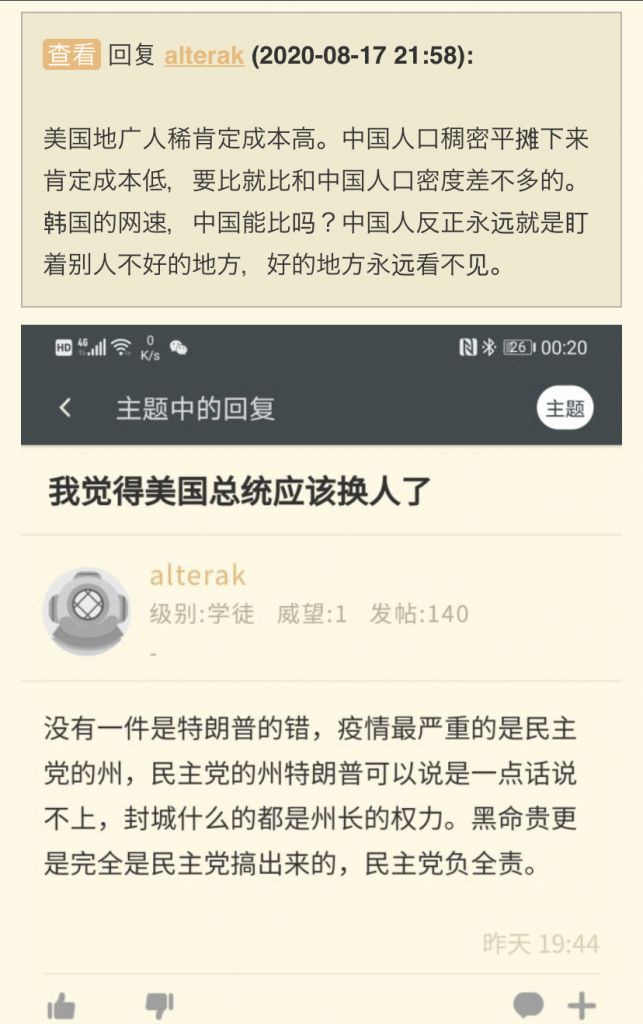 查看 回复 alterak (2020-08-17 21:58):
美国地广人稀肯定成本高。中国人口稠密平摊下来
肯定成本低，要比就比和中国人口密度差不多的。
韩国的网速，中国能比吗？中国人反正永远就是盯
着别人不好的地方，好的地方永远看不见。
HD 4G 0 K/s 26 00:20
主题中的回复 主题
我觉得美国总统应该换人了
alterak
级别:学徒 威望:1 发帖:140
-
没有一件是特朗普的错，疫情最严重的是民主
党的州，民主党的州特朗普可以说是一点话说
不上，封城什么的都是州长的权力。黑命贵更
是完全是民主党搞出来的，民主党负全责。
昨天 19:44